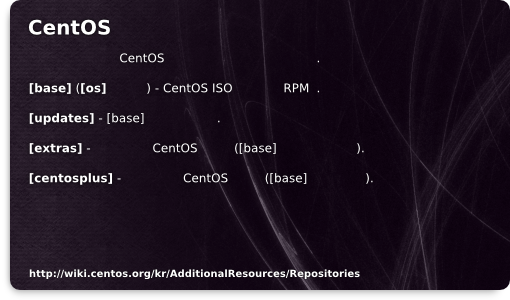 CentOS
CentOS .
[base] ([os] ) - CentOS ISO RPM .
[updates] - [base] .
[extras] - CentOS ([base] ).
[centosplus] - CentOS ([base] ).
http://wiki.centos.org/kr/AdditionalResources/Repositories